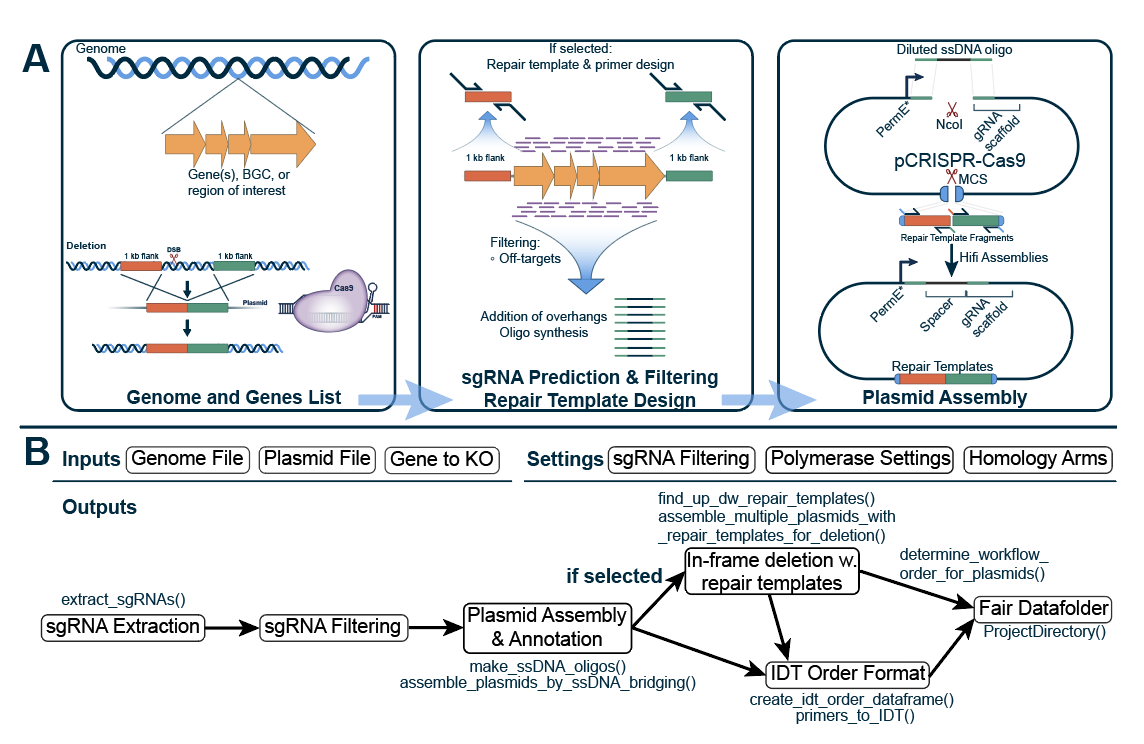 A
Genome
Gene(s), BGC, or
region of interest
Deletion
1 kb flank
DSB
1 kb flank
Plasmid
Cas9
PAM
Genome and Genes List
If selected:
Repair template & primer design
1 kb flank
1 kb flank
Filtering:
◦ Off-targets
Addition of overhangs
Oligo synthesis
sgRNA Prediction & Filtering
Repair Template Design
Diluted ssDNA oligo
PermE*
NcoI
gRNA
scaffold
pCRISPR-Cas9
MCS
Repair Template Fragments
Hifi Assemblies
PermE*
Spacer
gRNA
scaffold
Repair Templates
Plasmid Assembly
B
Inputs Genome File Plasmid File Gene to KO
Settings sgRNA Filtering Polymerase Settings Homology Arms
Outputs
find_up_dw_repair_templates()
assemble_multiple_plasmids_with
_repair_templates_for_deletion()
In-frame deletion w.
repair templates
if selected
determine_workflow_
order_for_plasmids()
extract_sgRNAs()
sgRNA Extraction
sgRNA Filtering
Plasmid Assembly
& Annotation
make_ssDNA_oligos()
assemble_plasmids_by_ssDNA_bridging()
Fair Datafolder
ProjectDirectory()
IDT Order Format
create_idt_order_dataframe()
primers_to_IDT()